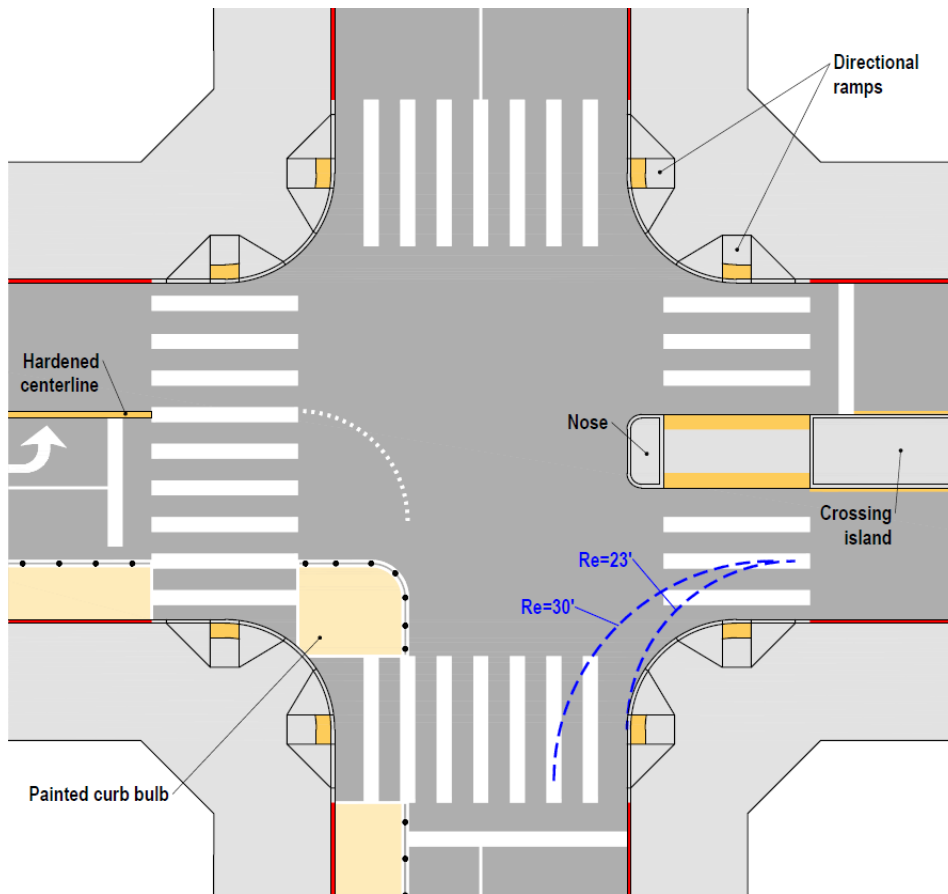 Directional
ramps
Hardened
centerline
Nose
Crossing
island
Re=23'
Re=30'
Painted curb bulb